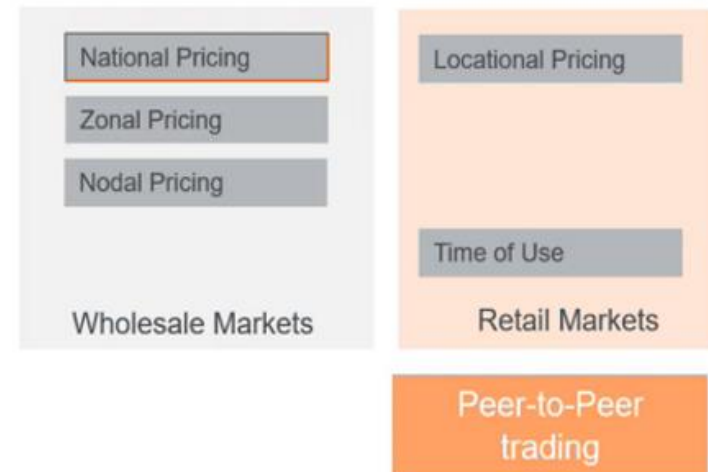 National Pricing
Zonal Pricing
Nodal Pricing
Wholesale Markets
Locational Pricing
Time of Use
Retail Markets
Peer-to-Peer
trading